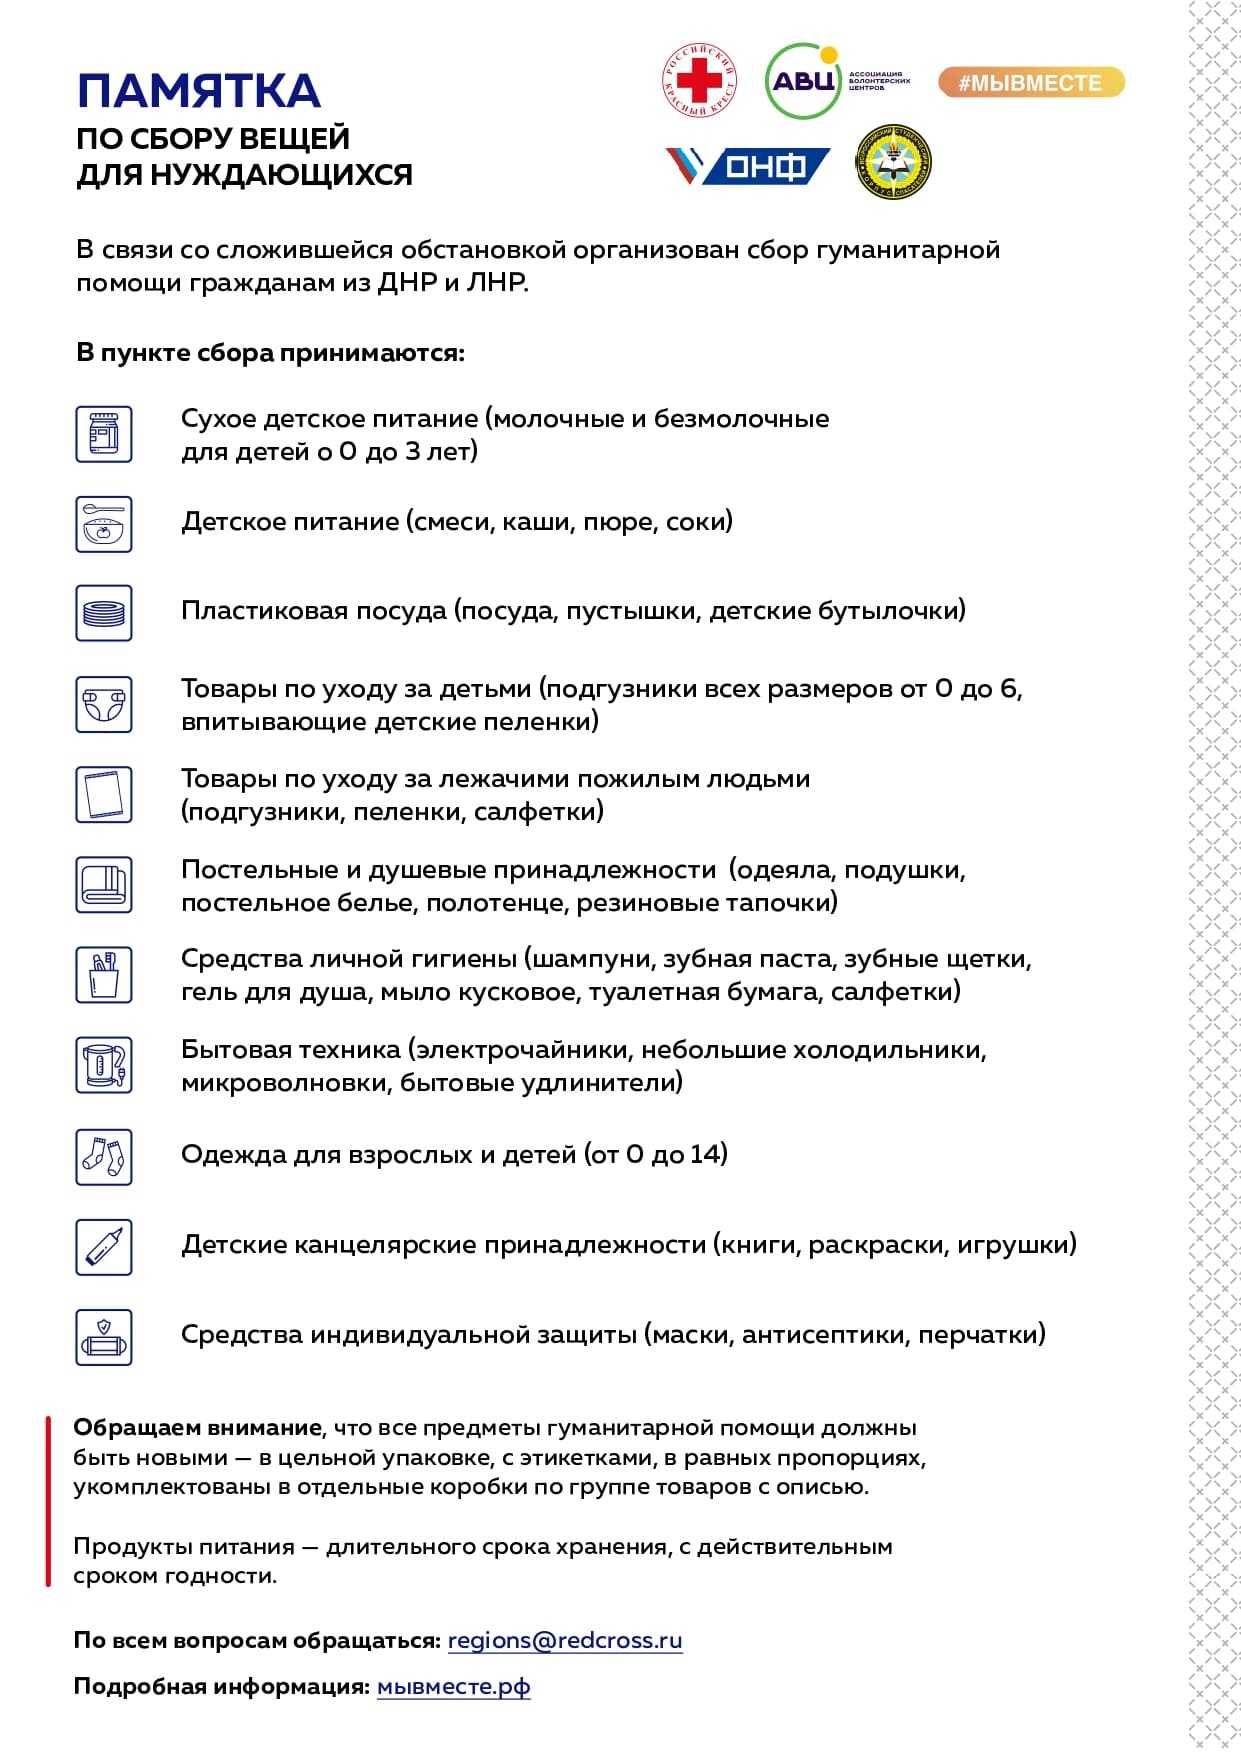 ПАМЯТКА
ПО СБОРУ ВЕЩЕЙ
ДЛЯ НУЖДАЮЩИХСЯ
РОССИЙСКИЙ КРАСНЫЙ КРЕСТ
АВЦ
АССОЦИАЦИЯ
ВОЛОНТЕРСКИХ
ЦЕНТРОВ
#МЫВМЕСТЕ
ОНФ
В связи со сложившейся обстановкой организован сбор гуманитарной
помощи гражданам из ДНР и ЛНР.
В пункте сбора принимаются:
Сухое детское питание (молочные и безмолочные
для детей о 0 до 3 лет)
Детское питание (смеси, каши, пюре, соки)
Пластиковая посуда (посуда, пустышки, детские бутылочки)
Товары по уходу за детьми (подгузники всех размеров от 0 до 6,
впитывающие детские пеленки)
Товары по уходу за лежачими пожилым людьми
(подгузники, пеленки, салфетки)
Постельные и душевые принадлежности (одеяла, подушки,
постельное белье, полотенце, резиновые тапочки)
Средства личной гигиены (шампуни, зубная паста, зубные щетки,
гель для душа, мыло кусковое, туалетная бумага, салфетки)
Бытовая техника (электрочайники, небольшие холодильники,
микроволновки, бытовые удлинители)
Одежда для взрослых и детей (от 0 до 14)
Детские канцелярские принадлежности (книги, раскраски, игрушки)
Средства индивидуальной защиты (маски, антисептики, перчатки)
Обращаем внимание, что все предметы гуманитарной помощи должны
быть новыми — в цельной упаковке, с этикетками, в равных пропорциях,
укомплектованы в отдельные коробки по группе товаров с описью.
Продукты питания — длительного срока хранения, с действительным
сроком годности.
По всем вопросам обращаться: regions@redcross.ru
Подробная информация: мывместе.рф